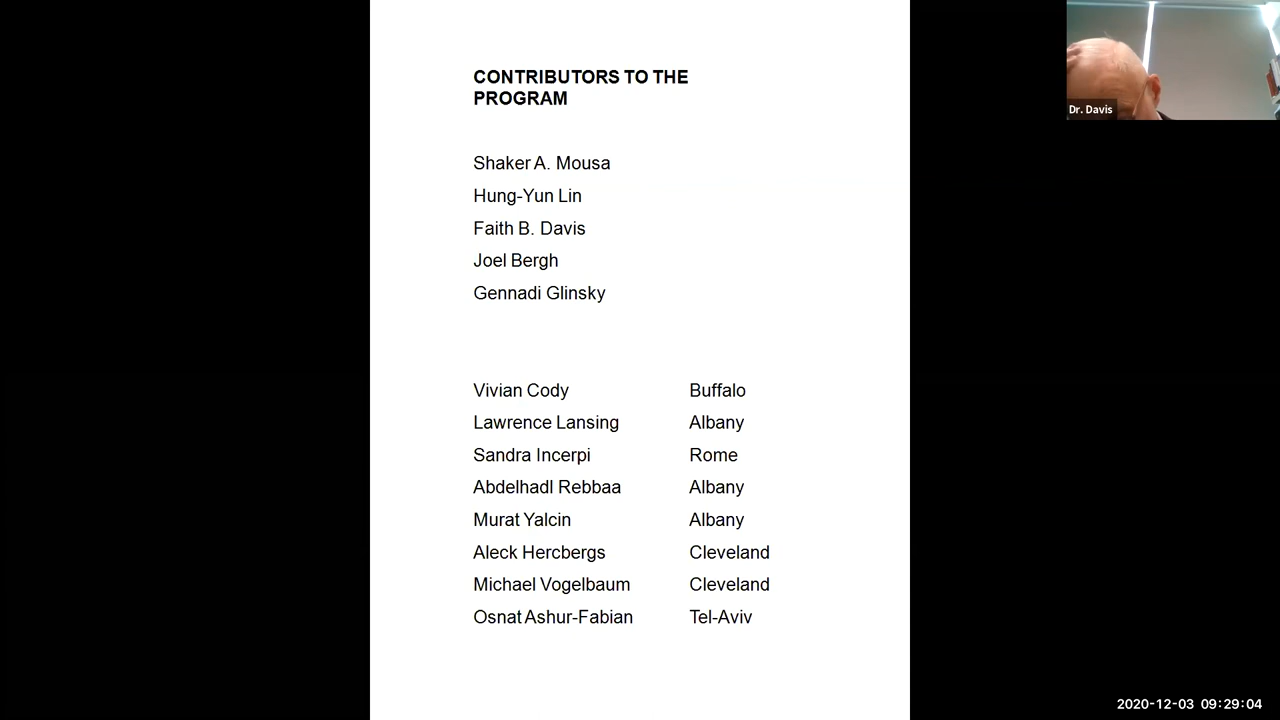 CONTRIBUTORS TO THE
PROGRAM
Shaker A. Mousa
Hung-Yun Lin
Faith B. Davis
Joel Bergh
Gennadi Glinsky
Vivian Cody Buffalo
Lawrence Lansing Albany
Sandra Incerpi Rome
Abdelhadl Rebbaa Albany
Murat Yalcin Albany
Aleck Hercbergs Cleveland
Michael Vogelbaum Cleveland
Osnat Ashur-Fabian Tel-Aviv
Dr. Davis
2020-12-03 09:29:04